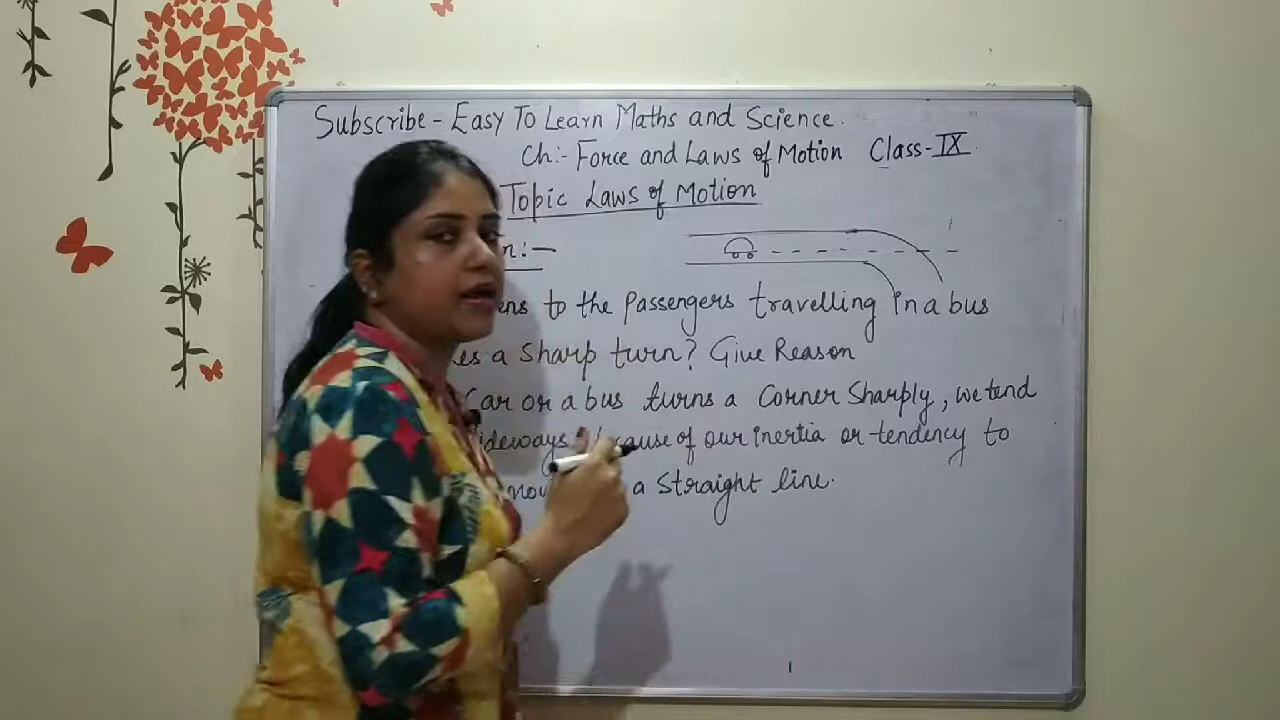 Subscribe - Easy To Learn Maths and Science.
Ch:- Force and Laws of Motion Class-IX
Topic Laws of Motion
to the Passengers travelling in a bus
a Sharp turn? Give Reason
Car or a bus turns a Corner Sharply, we tend
of our inertia or tendency to
a Straight line.